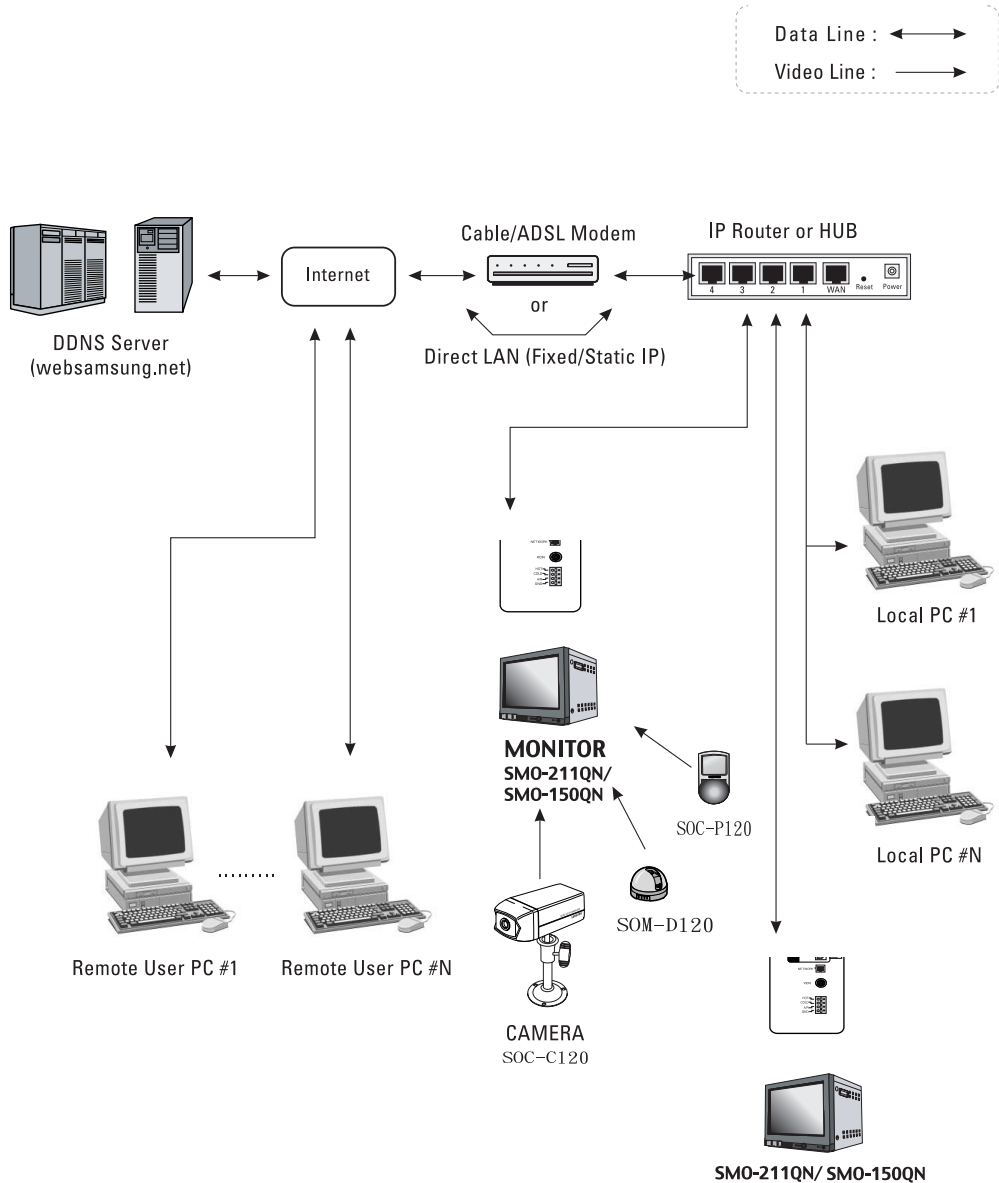 Data Line :
Video Line :
Cable/ADSL Modem
IP Router or HUB
Internet
4 3 2 1 WAN Reset Power
or
DDNS Server
(websamsung.net)
Direct LAN (Fixed/Static IP)
NETWORK
Local PC #1
MONITOR
SMO-211QN/
SMO-150QN
SOC-P120
Local PC #N
.........
SOM-D120
Remote User PC #1
Remote User PC #N
NETWORK
CAMERA
SOC-C120
SMO-211QN/ SMO-150QN